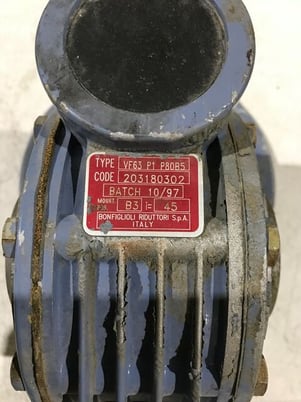 TYPE VF63 P1 P80B5
CODE 203180302
BATCH 10/97
MOUNT. POS. B3 i= 45
BONFIGLIOLI RIDUTTORI S.p.A.
ITALY